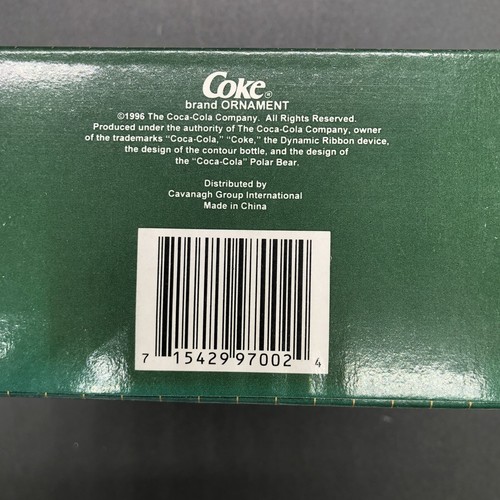 Coke®
brand ORNAMENT
©1996 The Coca-Cola Company. All Rights Reserved.
Produced under the authority of The Coca-Cola Company, owner
of the trademarks "Coca-Cola," "Coke," the Dynamic Ribbon device,
the design of the contour bottle, and the design of
the "Coca-Cola" Polar Bear.
Distributed by
Cavanagh Group International
Made in China
7 15429 97002 4